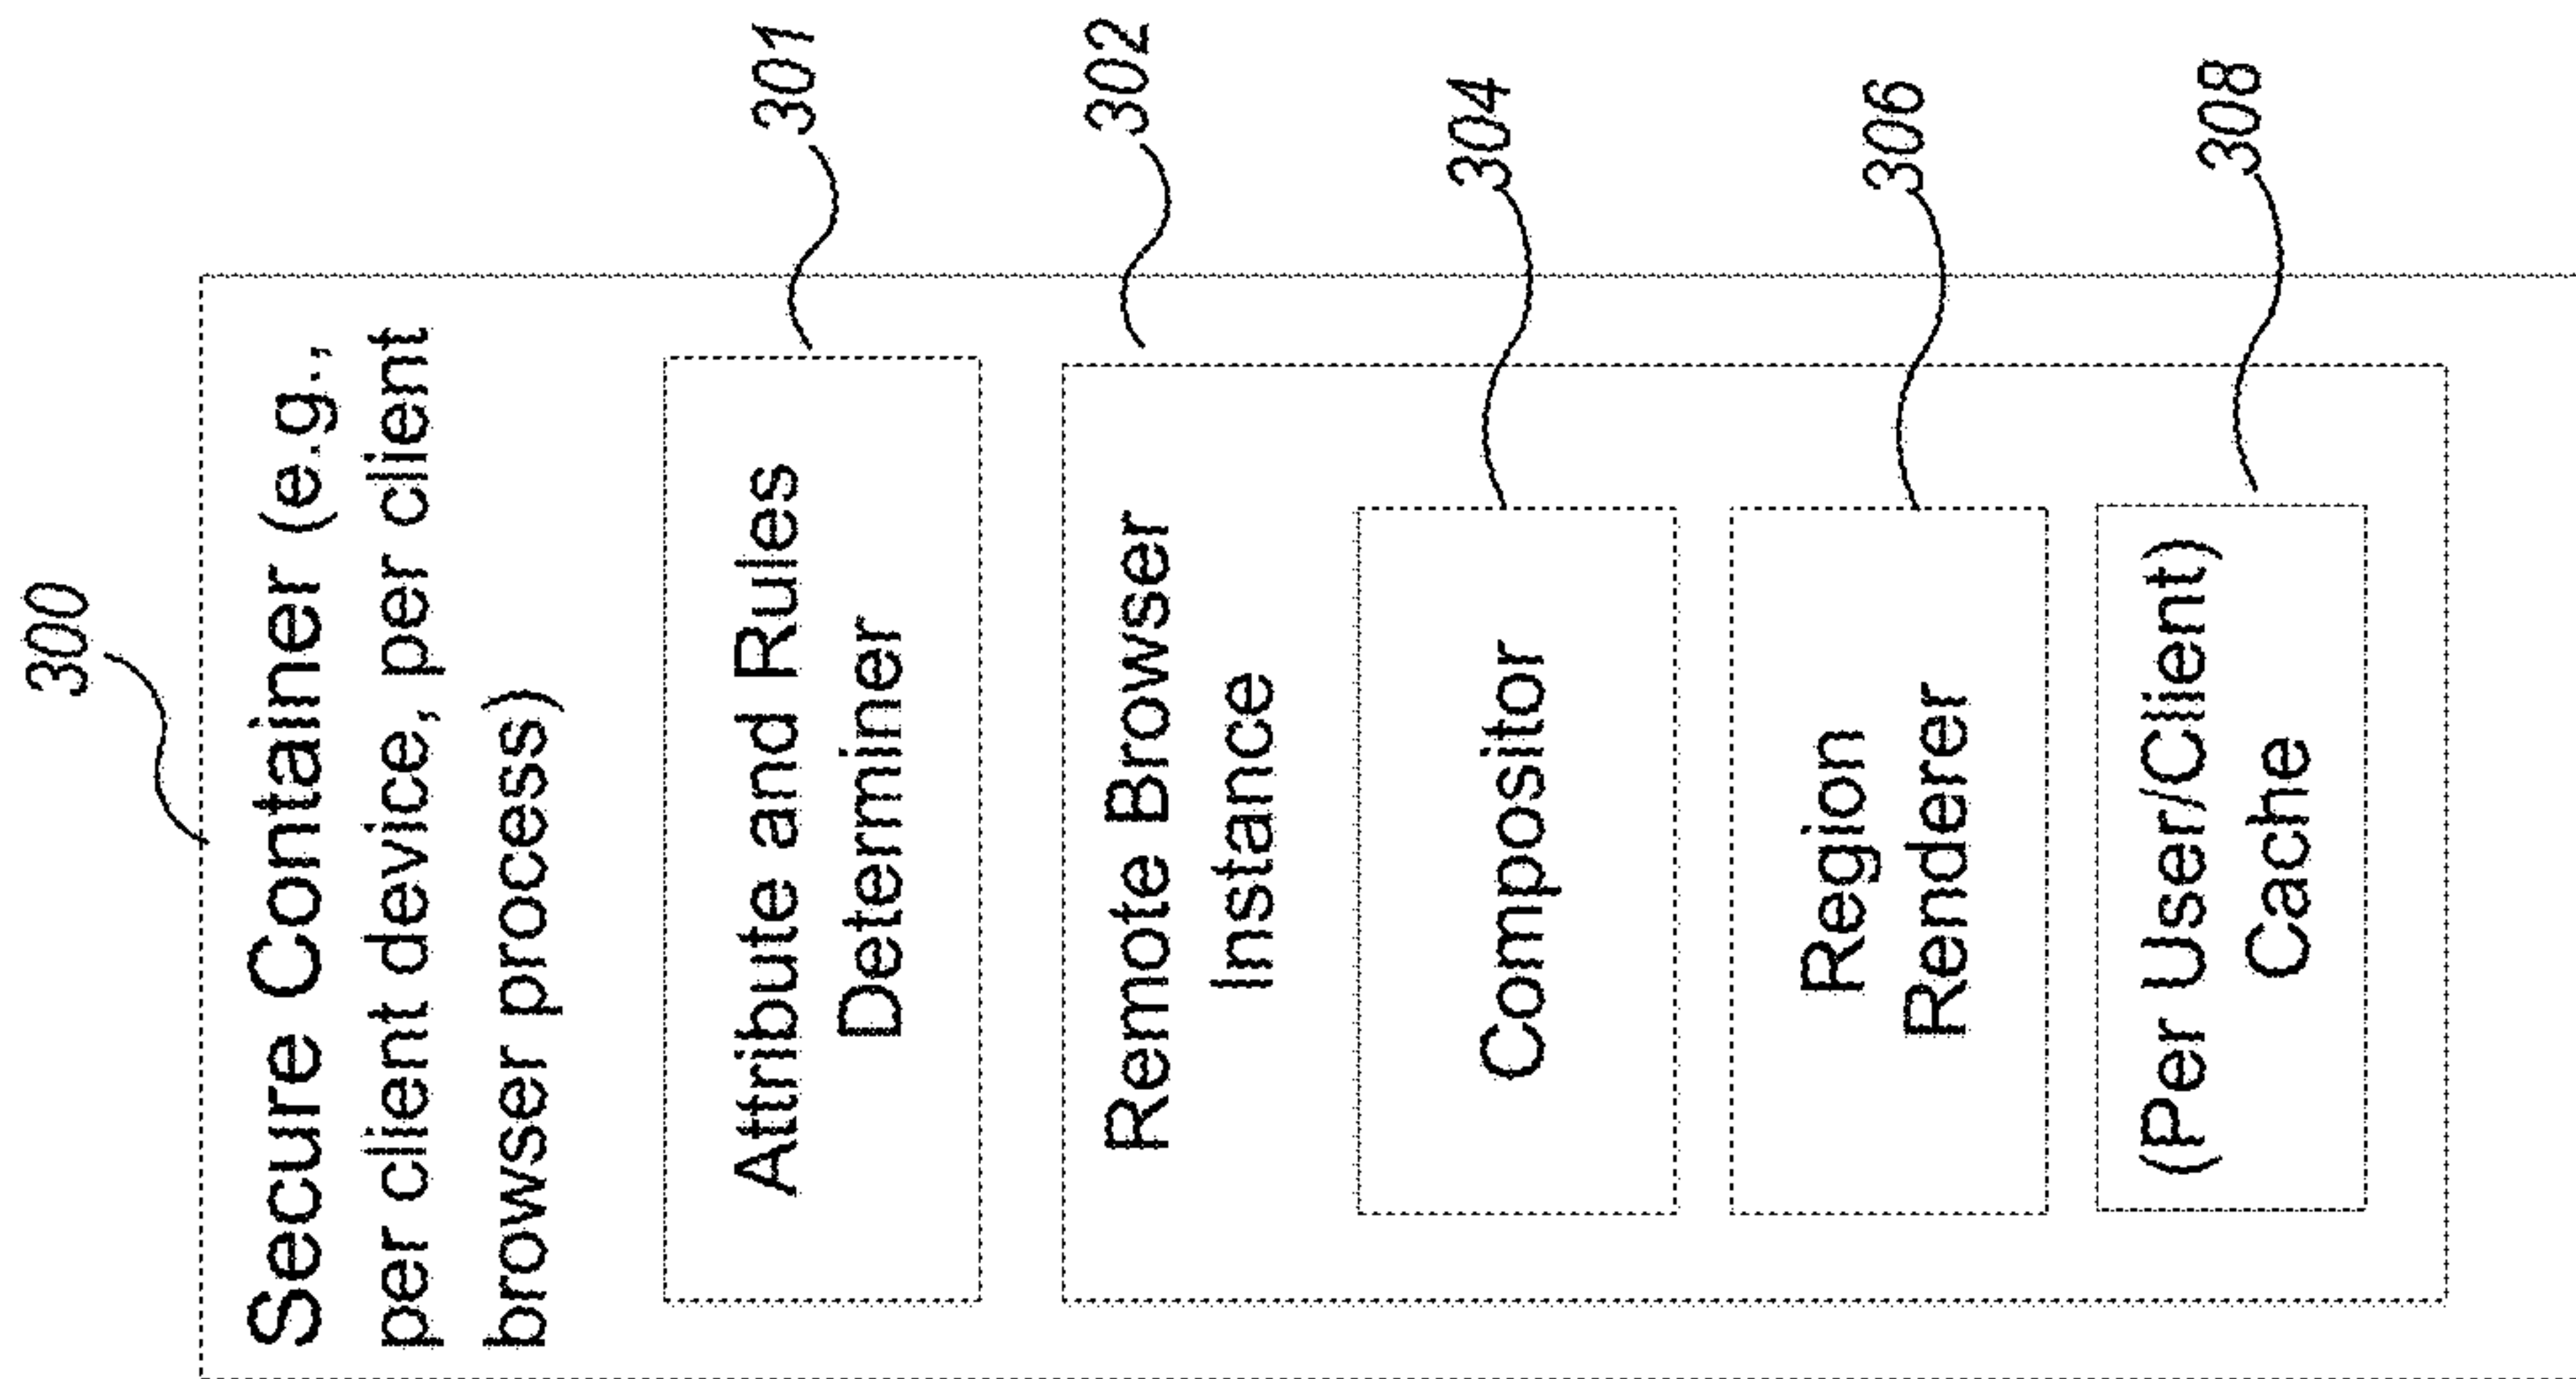 300
Secure Container (e.g.,
per client device, per client
browser process)
301
Attribute and Rules
Determiner
302
Remote Browser
Instance
304
Compositor
306
Region
Renderer
308
(Per User/Client)
Cache